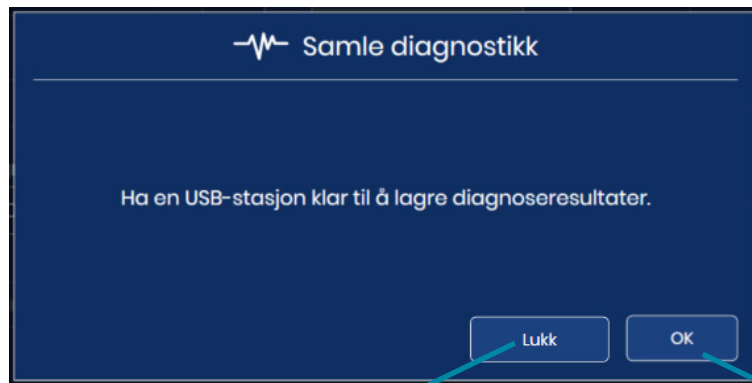 Samle diagnostikk
Ha en USB-stasjon klar til å lagre diagnoseresultater.
Lukk OK